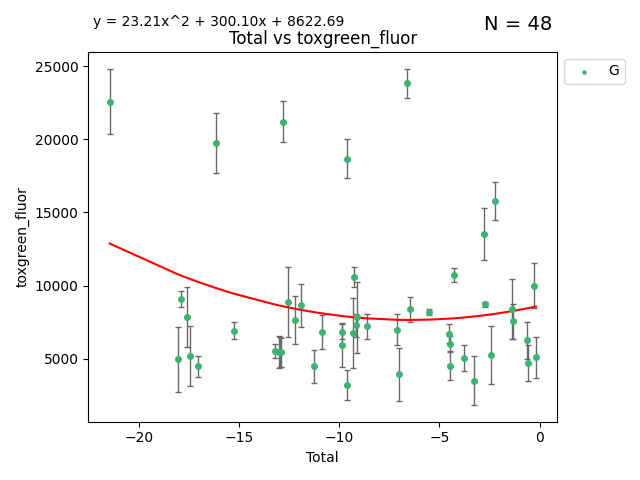 y = 23.21x^2 + 300.10x + 8622.69
N = 48
Total vs toxgreen_fluor
G
25000
20000
15000
10000
5000
toxgreen_fluor
−20
−15
−10
−5
0
Total